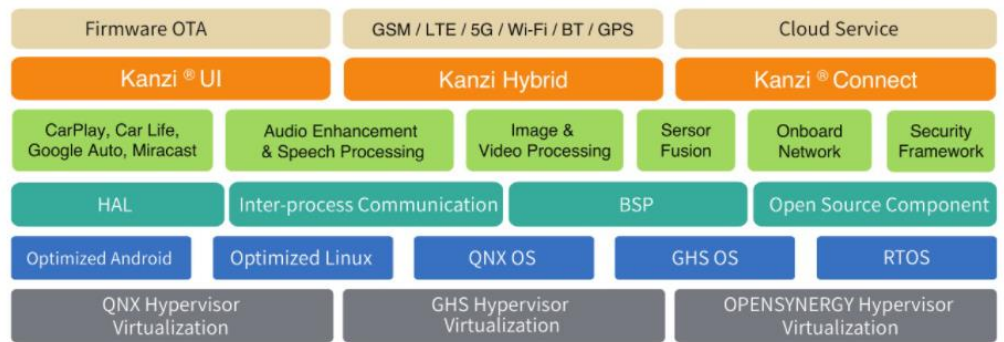 Firmware OTA
GSM / LTE / 5G / Wi-Fi / BT / GPS
Cloud Service
Kanzi ® UI
Kanzi Hybrid
Kanzi ® Connect
CarPlay, Car Life,
Google Auto, Miracast
Audio Enhancement
& Speech Processing
Image &
Video Processing
Sersor
Fusion
Onboard
Network
Security
Framework
HAL
Inter-process Communication
BSP
Open Source Component
Optimized Android
Optimized Linux
QNX OS
GHS OS
RTOS
QNX Hypervisor
Virtualization
GHS Hypervisor
Virtualization
OPENSYNERGY Hypervisor
Virtualization